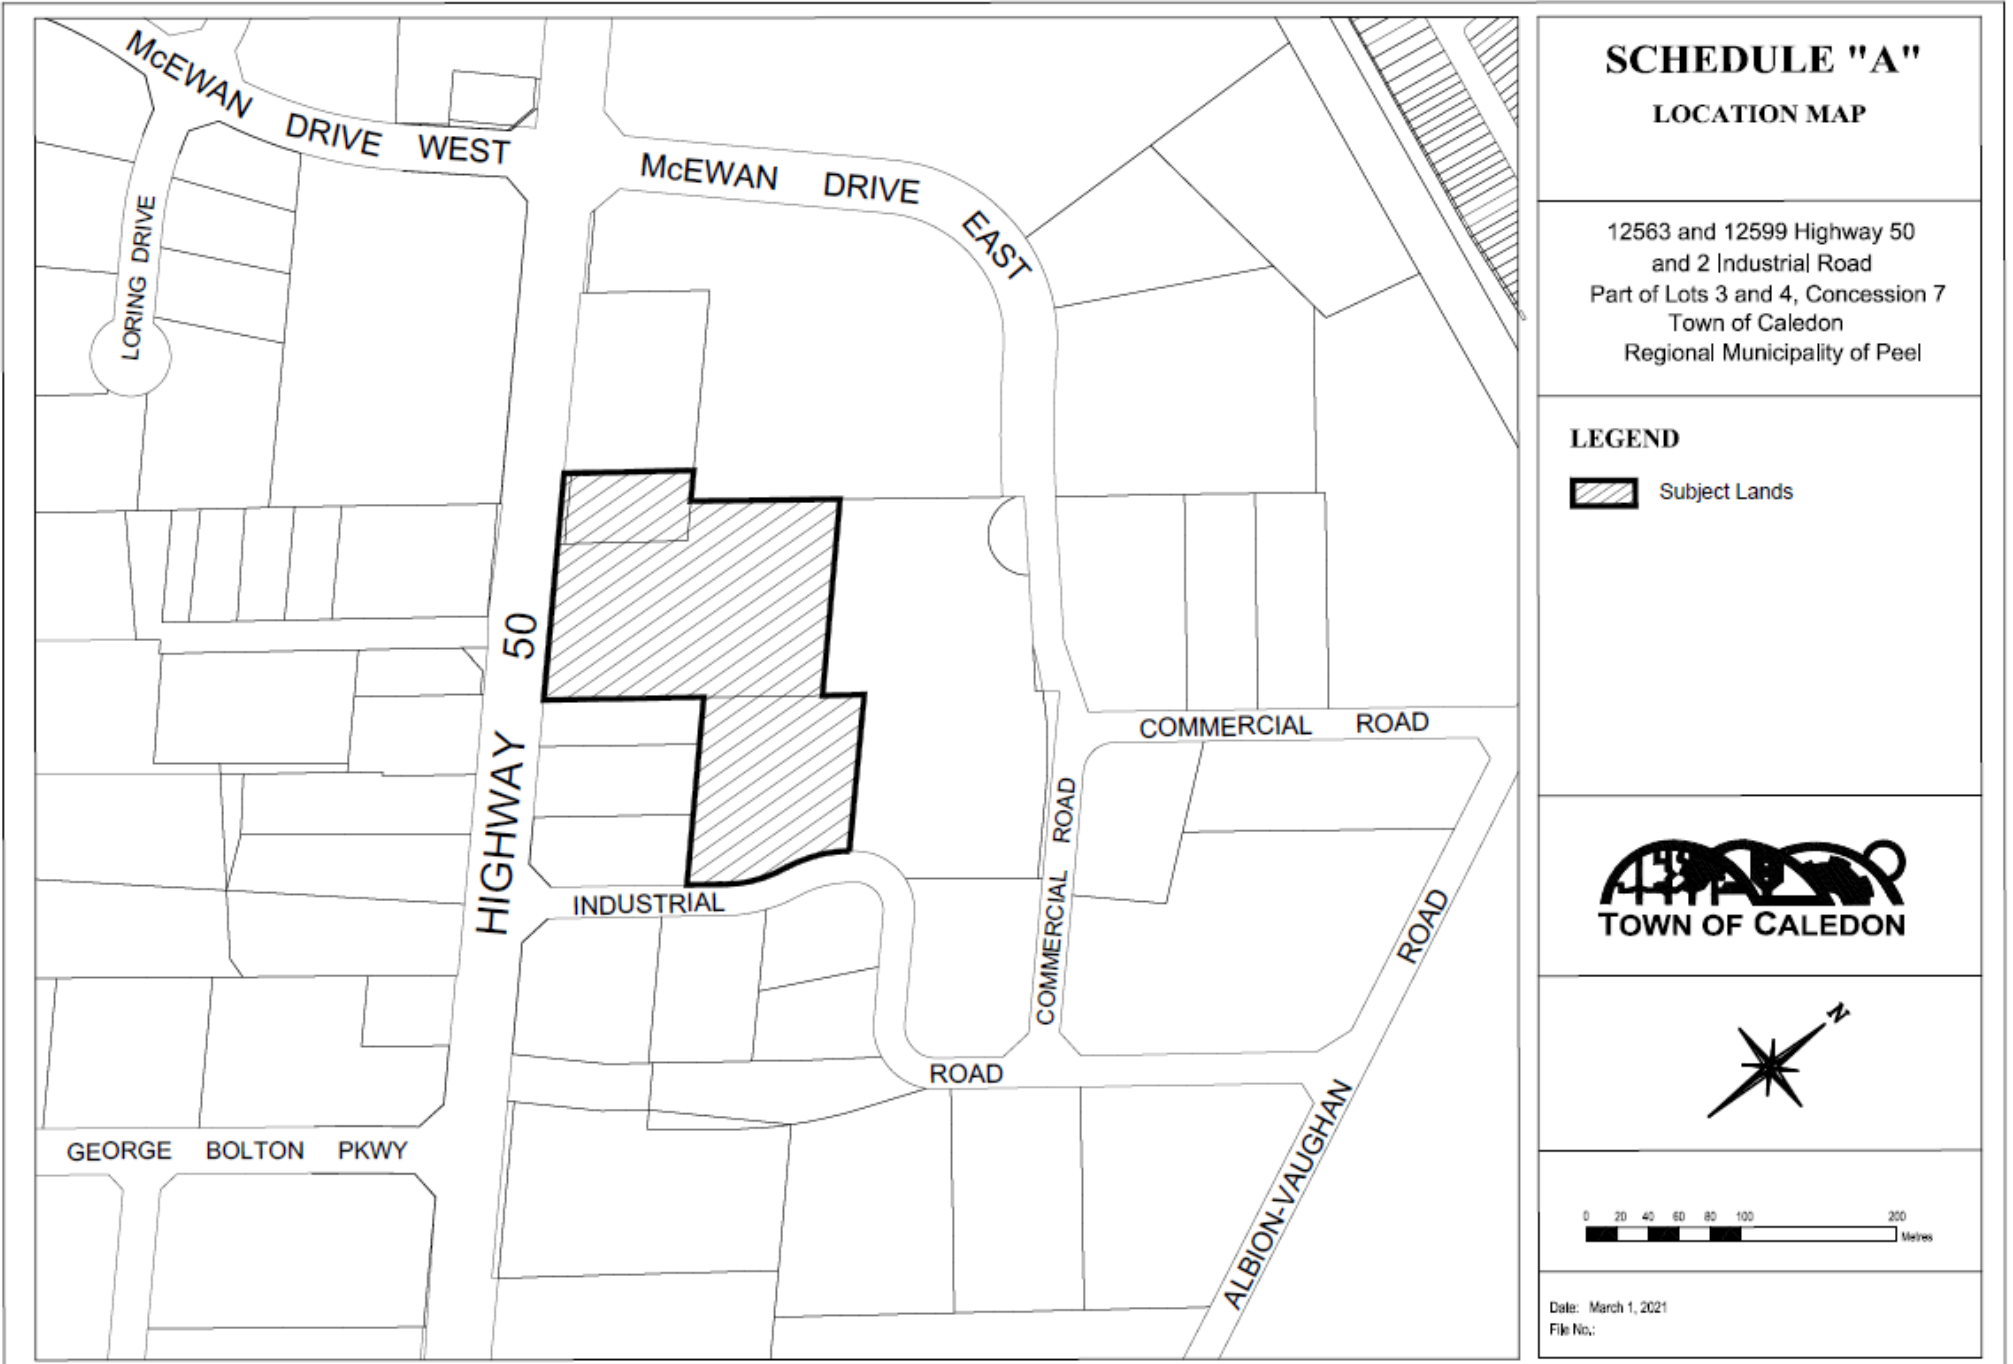 McEWAN DRIVE WEST
McEWAN DRIVE EAST
LORING DRIVE
HIGHWAY 50
COMMERCIAL ROAD
COMMERCIAL ROAD
INDUSTRIAL
ROAD
ALBION-VAUGHAN ROAD
GEORGE BOLTON PKWY
SCHEDULE "A"
LOCATION MAP
12563 and 12599 Highway 50
and 2 Industrial Road
Part of Lots 3 and 4, Concession 7
Town of Caledon
Regional Municipality of Peel
LEGEND
Subject Lands
TOWN OF CALEDON
N
0 20 40 60 80 100 200
Metres
Date: March 1, 2021
File No.: